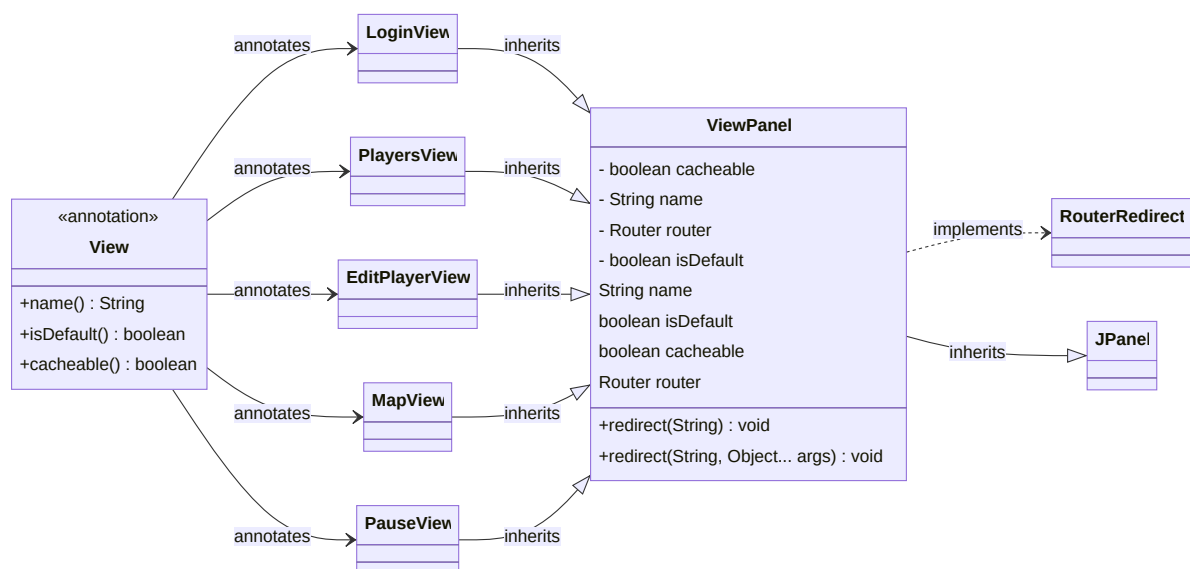 LoginView
annotates
inherits
PlayersView
annotates
inherits
«annotation»
View
+name() : String
+isDefault() : boolean
+cacheable() : boolean
EditPlayerView
annotates
inherits
MapView
annotates
inherits
PauseView
annotates
inherits
ViewPanel
- boolean cacheable
- String name
- Router router
- boolean isDefault
String name
boolean isDefault
boolean cacheable
Router router
+redirect(String) : void
+redirect(String, Object... args) : void
implements
RouterRedirect
inherits
JPanel